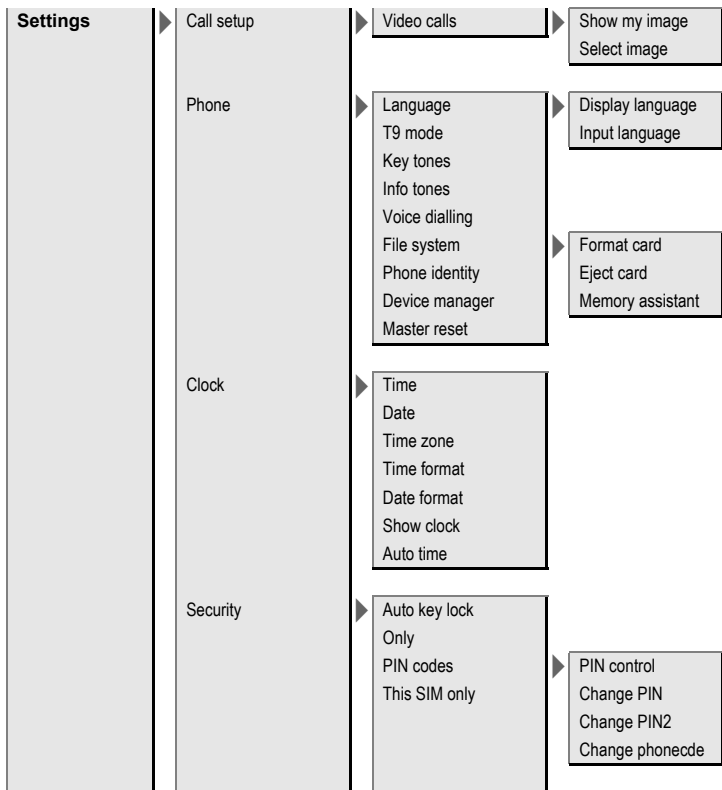 Settings
Call setup
Video calls
Show my image
Select image
Phone
Language
Display language
T9 mode
Input language
Key tones
Info tones
Voice dialling
File system
Format card
Phone identity
Eject card
Device manager
Memory assistant
Master reset
Clock
Time
Date
Time zone
Time format
Date format
Show clock
Auto time
Security
Auto key lock
Only
PIN codes
PIN control
This SIM only
Change PIN
Change PIN2
Change phonecde